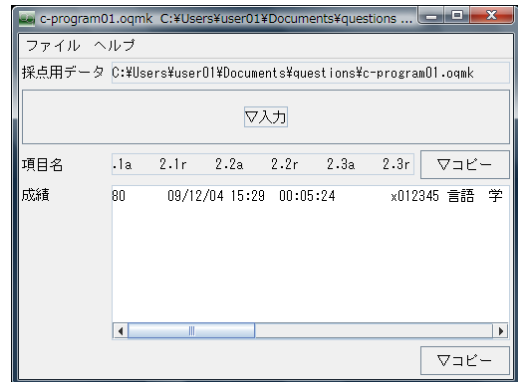 c-program01.oqmk C:¥Users¥user01¥Documents¥questions ...
ファイル ヘルプ
採点用データ C:¥Users¥user01¥Documents¥questions¥c-program01.oqmk
▽入力
項目名 .1a 2.1r 2.2a 2.2r 2.3a 2.3r ▽コピー
成績 80 09/12/04 15:29 00:05:24 x012345 言語 学
▽コピー